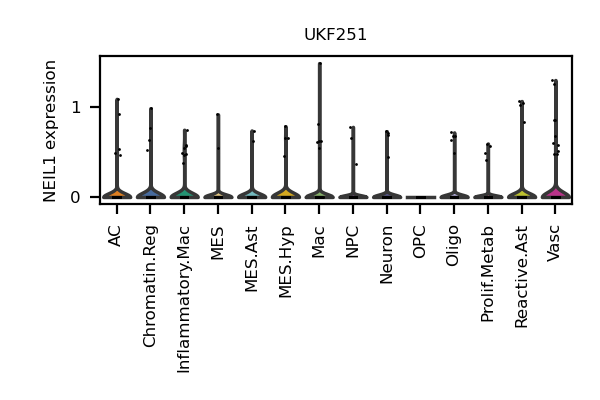 UKF251
NEIL1 expression
1
0
AC
Chromatin.Reg
Inflammatory.Mac
MES
MES.Ast
MES.Hyp
Mac
NPC
Neuron
OPC
Oligo
Prolif.Metab
Reactive.Ast
Vasc